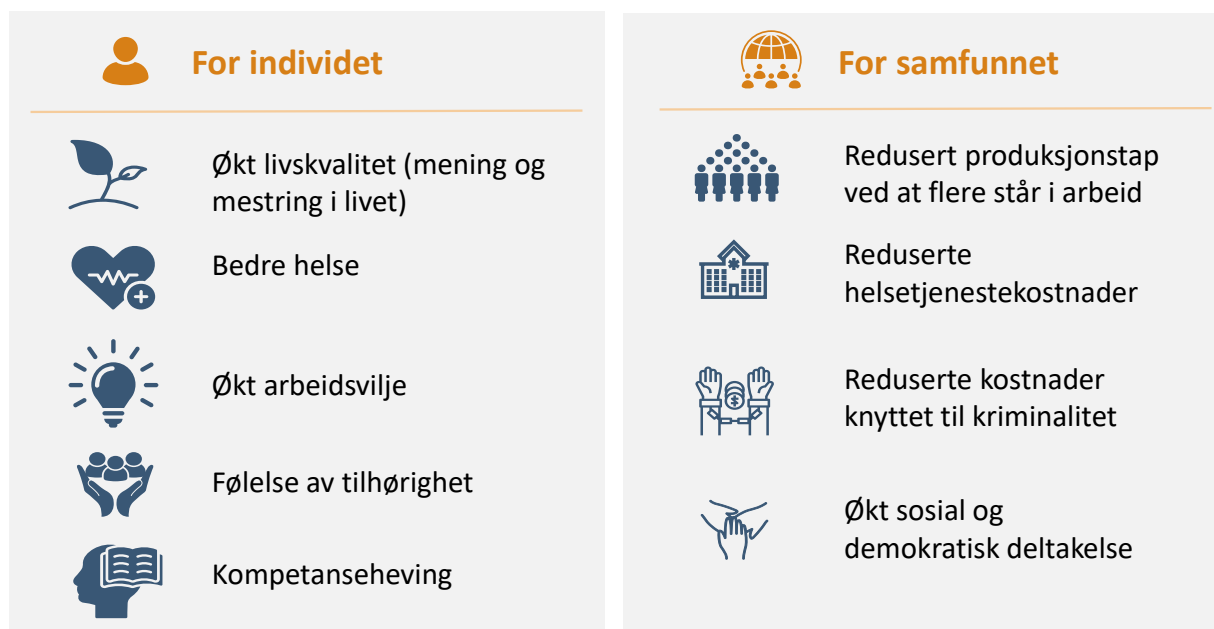 For individet
Økt livskvalitet (mening og
mestring i livet)
Bedre helse
Økt arbeidsvilje
Følelse av tilhørighet
Kompetanseheving
For samfunnet
Redusert produksjonstap
ved at flere står i arbeid
Reduserte
helsetjenestekostnader
Reduserte kostnader
knyttet til kriminalitet
Økt sosial og
demokratisk deltakelse